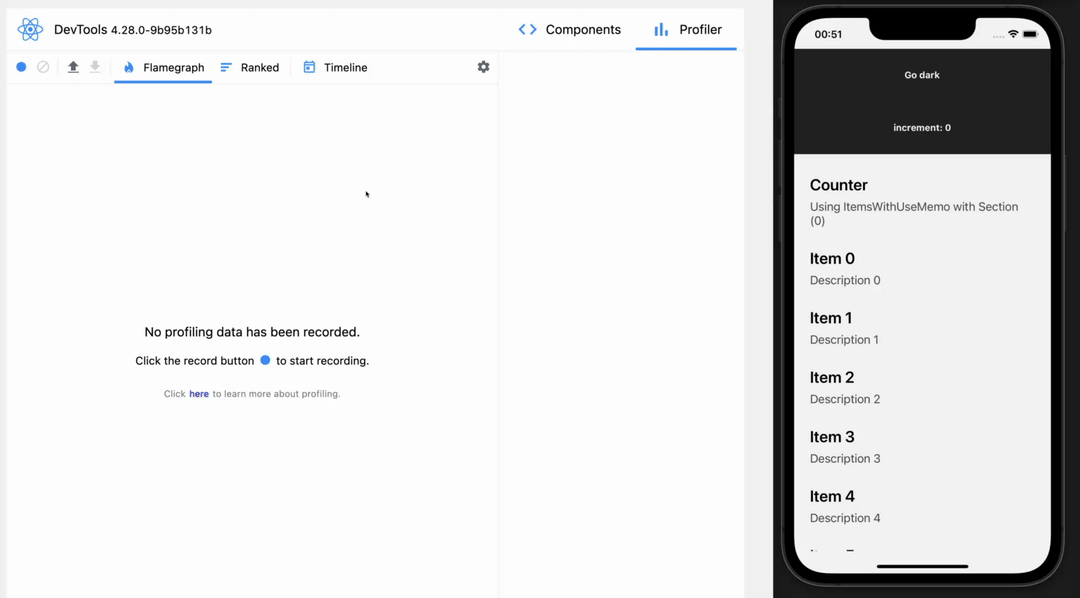 DevTools 4.28.0-9b95b131b
Components
Profiler
Flamegraph
Ranked
Timeline
No profiling data has been recorded.
Click the record button to start recording.
Click here to learn more about profiling.
00:51
Go dark
increment: 0
Counter
Using ItemsWithUseMemo with Section
(0)
Item 0
Description 0
Item 1
Description 1
Item 2
Description 2
Item 3
Description 3
Item 4
Description 4